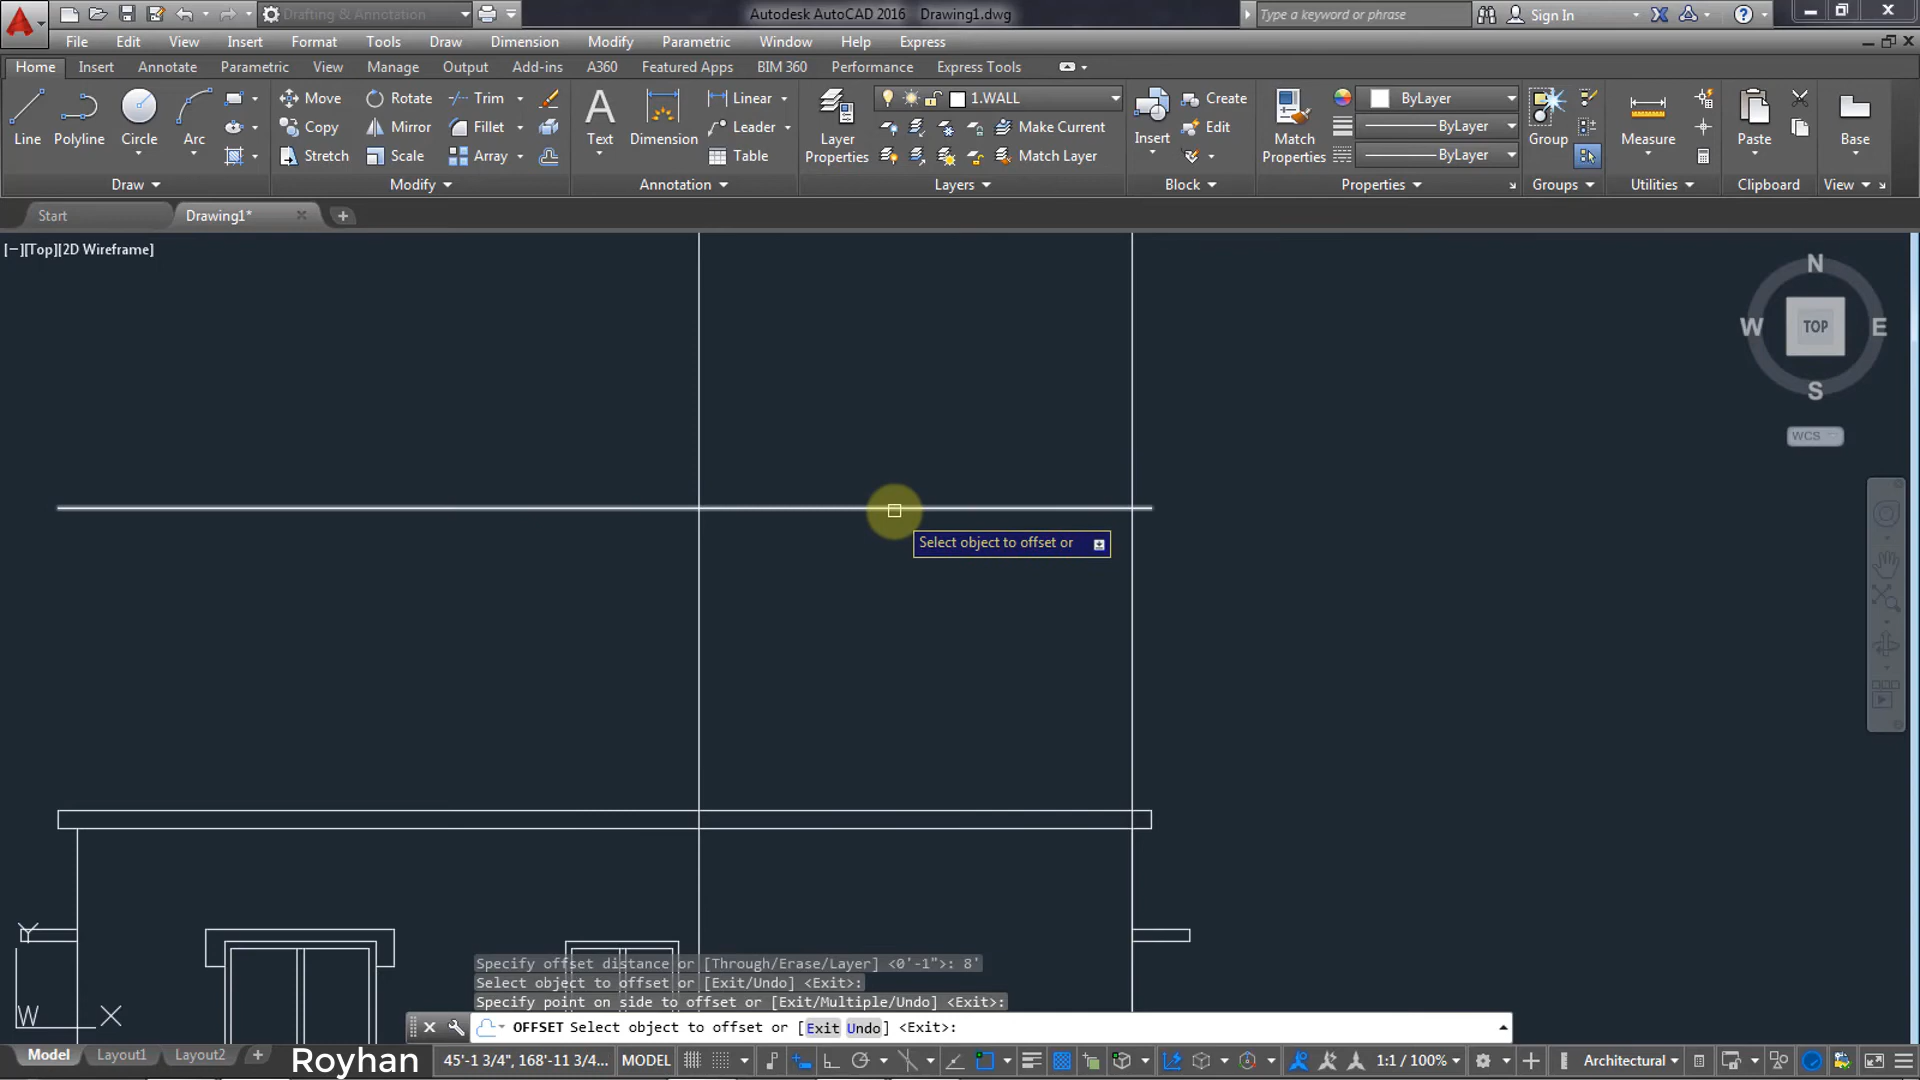 Drafting & Annotation
Autodesk AutoCAD 2016 Drawing1.dwg
Type a keyword or phrase
Sign In
File Edit View Insert Format Tools Draw Dimension Modify Parametric Window Help Express
Home Insert Annotate Parametric View Manage Output Add-ins A360 Featured Apps BIM 360 Performance Express Tools
Line Polyline Circle Arc
Move Rotate Trim
Copy Mirror Fillet
Stretch Scale Array
Text Dimension
Linear
Leader
Table
Layer Properties
1.WALL
Make Current
Match Layer
Insert
Create
Edit
Match Properties
ByLayer
ByLayer
ByLayer
Group
Measure
Paste
Base
Draw Modify Annotation Layers Block Properties Groups Utilities Clipboard View
Start Drawing1*
[−][Top][2D Wireframe]
N
W TOP E
S
WCS
Select object to offset or
Y
W X
Specify offset distance or [Through/Erase/Layer] <0'-1">: 8'
Select object to offset or [Exit/Undo] <Exit>:
Specify point on side to offset or [Exit/Multiple/Undo] <Exit>:
OFFSET Select object to offset or [Exit Undo] <Exit>:
Model Layout1 Layout2 +
Royhan
45'-1 3/4", 168'-11 3/4... MODEL
1:1 / 100%
Architectural